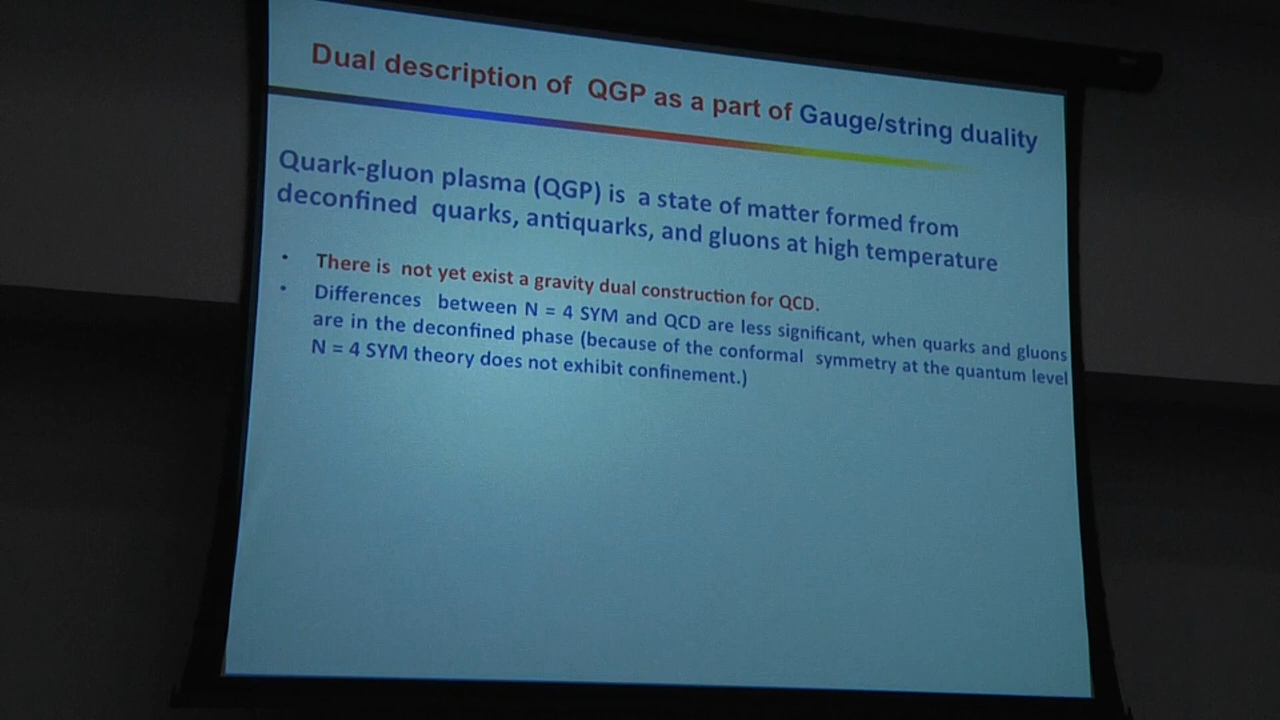 Dual description of QGP as a part of Gauge/string duality
Quark-gluon plasma (QGP) is a state of matter formed from
deconfined quarks, antiquarks, and gluons at high temperature
• There is not yet exist a gravity dual construction for QCD.
• Differences between N = 4 SYM and QCD are less significant, when quarks and gluons
are in the deconfined phase (because of the conformal symmetry at the quantum level
N = 4 SYM theory does not exhibit confinement.)